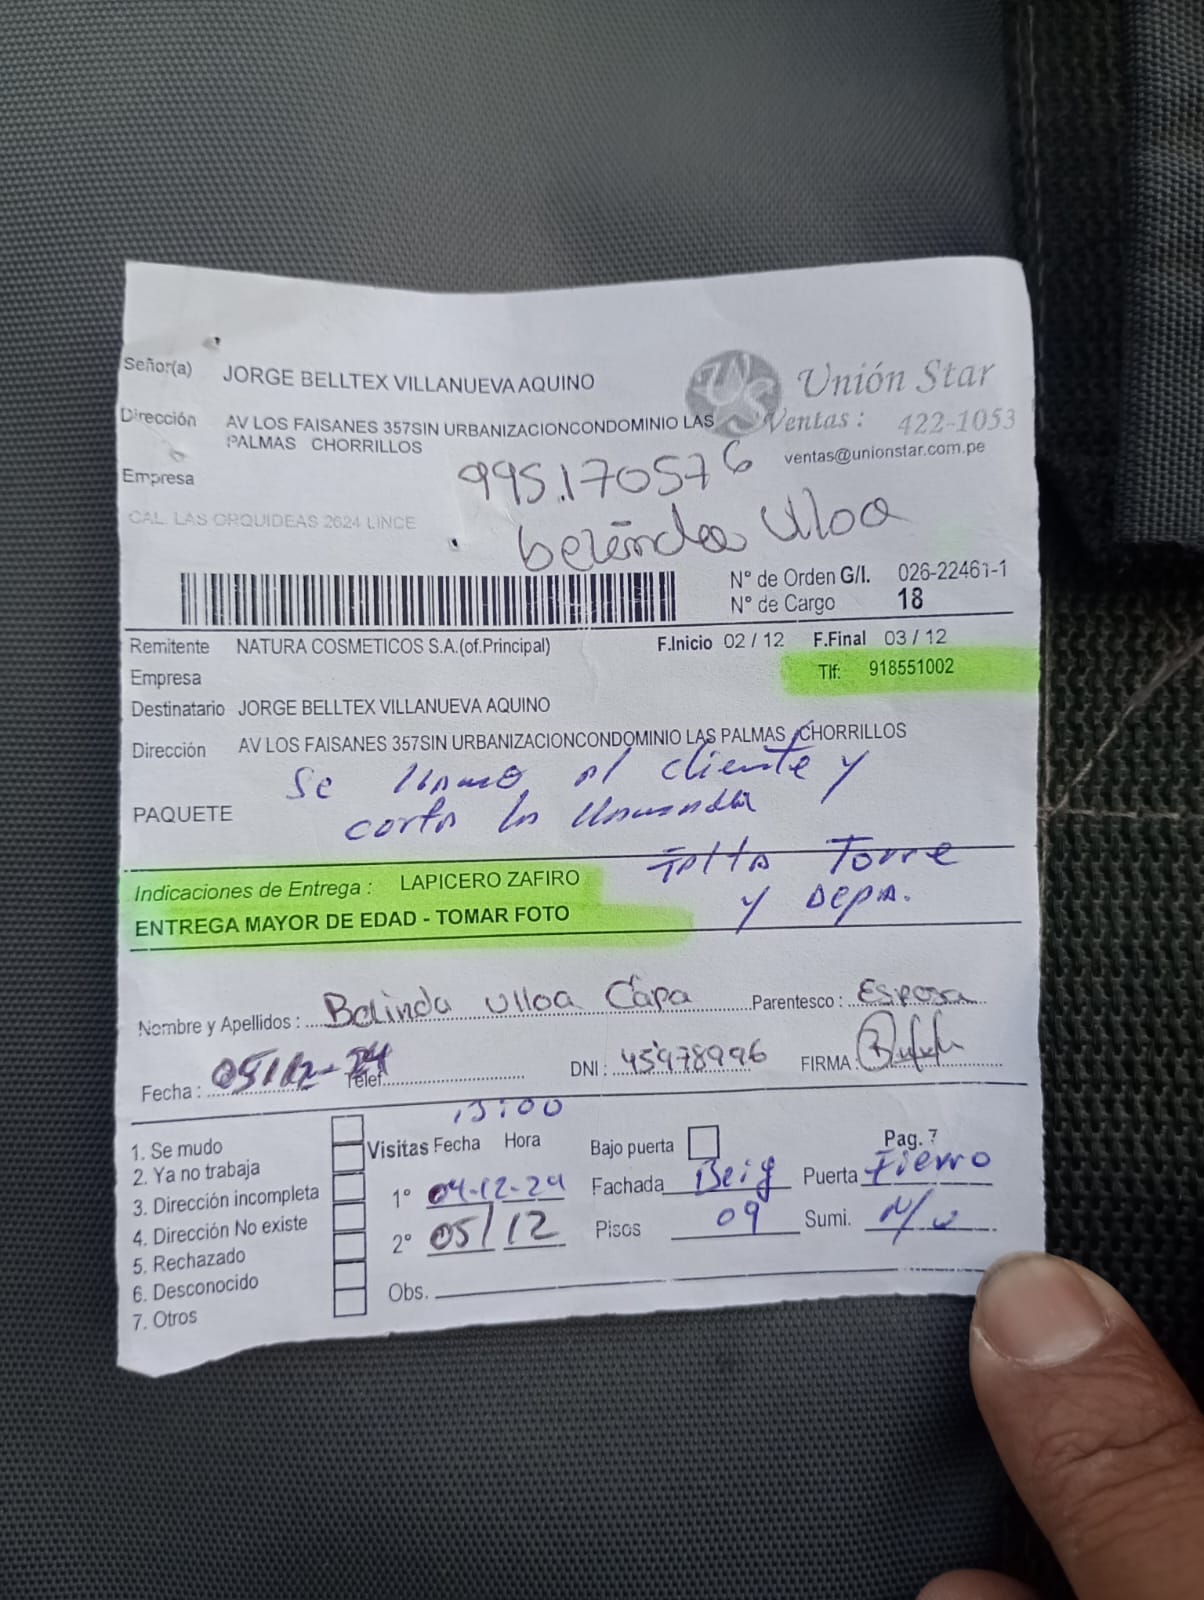 Señor(a) JORGE BELLTEX VILLANUEVA AQUINO
Unión Star
Dirección AV LOS FAISANES 357SIN URBANIZACIONCONDOMINIO LAS
PALMAS CHORRILLOS
Ventas: 422-1053
ventas@unionstar.com.pe
Empresa
995170576
CAL. LAS ORQUIDEAS 2624 LINCE
belinda Ulloa
N° de Orden G/I. 026-22461-1
N° de Cargo 18
Remitente NATURA COSMETICOS S.A.(of.Principal) F.Inicio 02 / 12 F.Final 03 / 12
Empresa Tlf: 918551002
Destinatario JORGE BELLTEX VILLANUEVA AQUINO
Dirección AV LOS FAISANES 357SIN URBANIZACIONCONDOMINIO LAS PALMAS CHORRILLOS
Se llamo al cliente y
PAQUETE corta la llamada
Falta Torre
Indicaciones de Entrega : LAPICERO ZAFIRO y Depa.
ENTREGA MAYOR DE EDAD - TOMAR FOTO
Nombre y Apellidos : Belinda Ulloa Capa Parentesco : Esposa
Fecha : 05/12-24 Telef. DNI : 45978996 FIRMA :
13:00
1. Se mudo Visitas Fecha Hora Bajo puerta Pag. 7
2. Ya no trabaja 1° 04-12-24 Fachada Beig Puerta Fierro
3. Dirección incompleta
4. Dirección No existe 2° 05/12 Pisos 09 Sumi. N/V
5. Rechazado
6. Desconocido Obs.
7. Otros